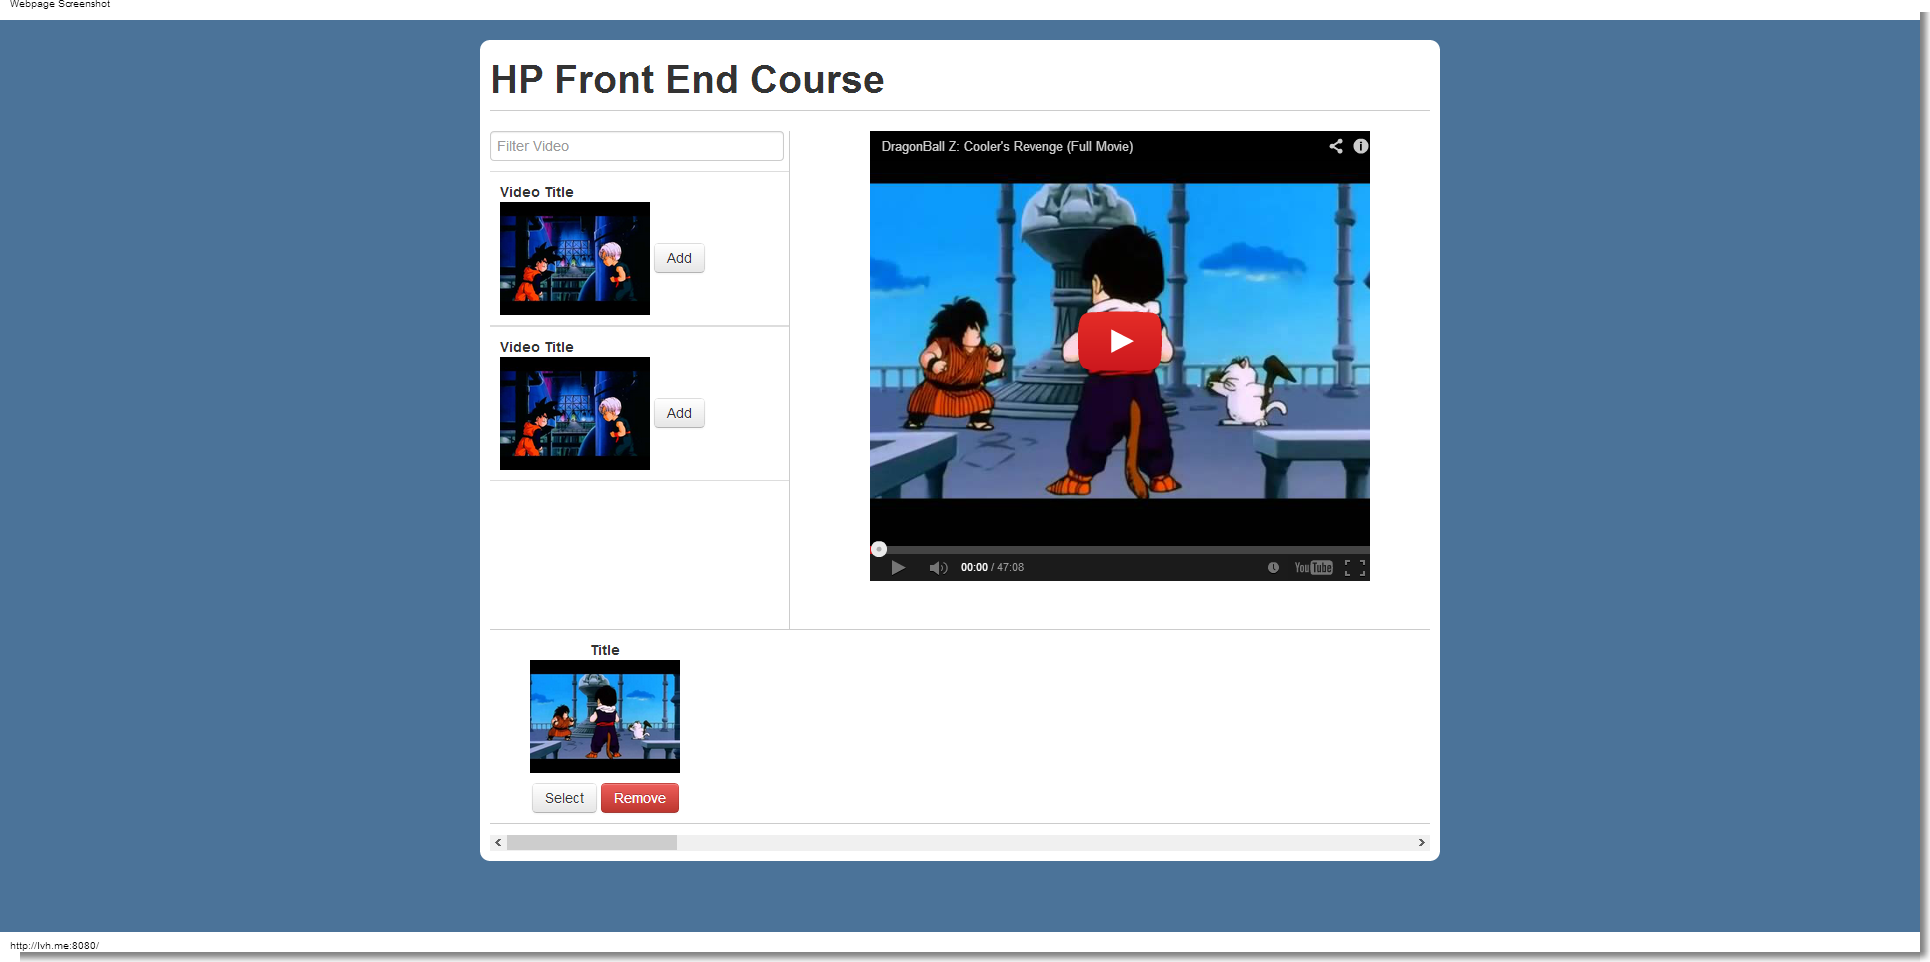 Webpage Screenshot
HP Front End Course
Filter Video
Video Title
Add
Video Title
Add
DragonBall Z: Cooler's Revenge (Full Movie)
00:00 / 47:08
YouTube
Title
Select Remove
http://lvh.me:8080/